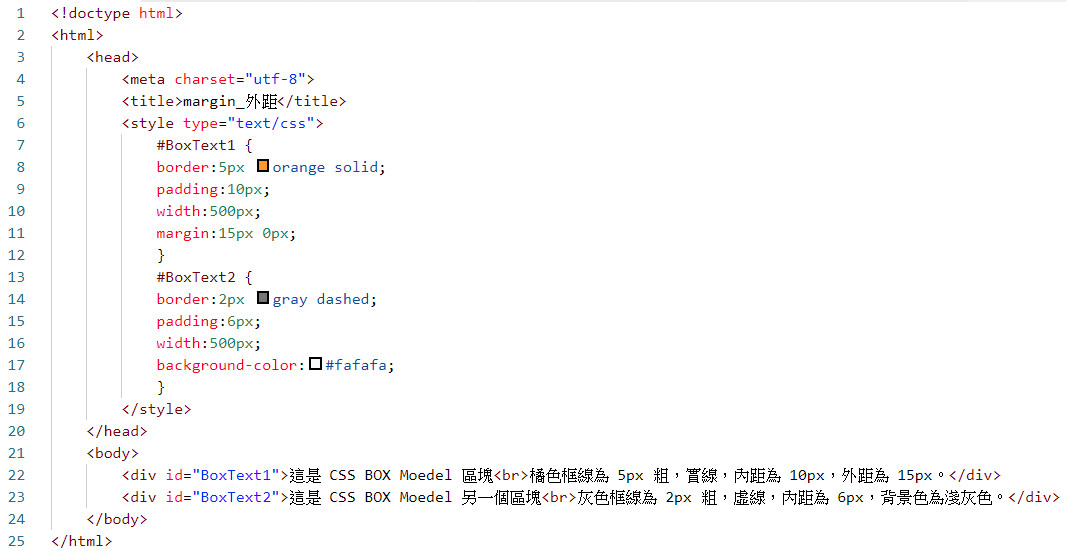 1 <!doctype html>
2 <html>
3 <head>
4 <meta charset="utf-8">
5 <title>margin_外距</title>
6 <style type="text/css">
7 #BoxText1 {
8 border:5px orange solid;
9 padding:10px;
10 width:500px;
11 margin:15px 0px;
12 }
13 #BoxText2 {
14 border:2px gray dashed;
15 padding:6px;
16 width:500px;
17 background-color:#fafafa;
18 }
19 </style>
20 </head>
21 <body>
22 <div id="BoxText1">這是 CSS BOX Moedel 區塊<br>橘色框線為 5px 粗，實線，內距為 10px，外距為 15px。</div>
23 <div id="BoxText2">這是 CSS BOX Moedel 另一個區塊<br>灰色框線為 2px 粗，虛線，內距為 6px，背景色為淺灰色。</div>
24 </body>
25 </html>